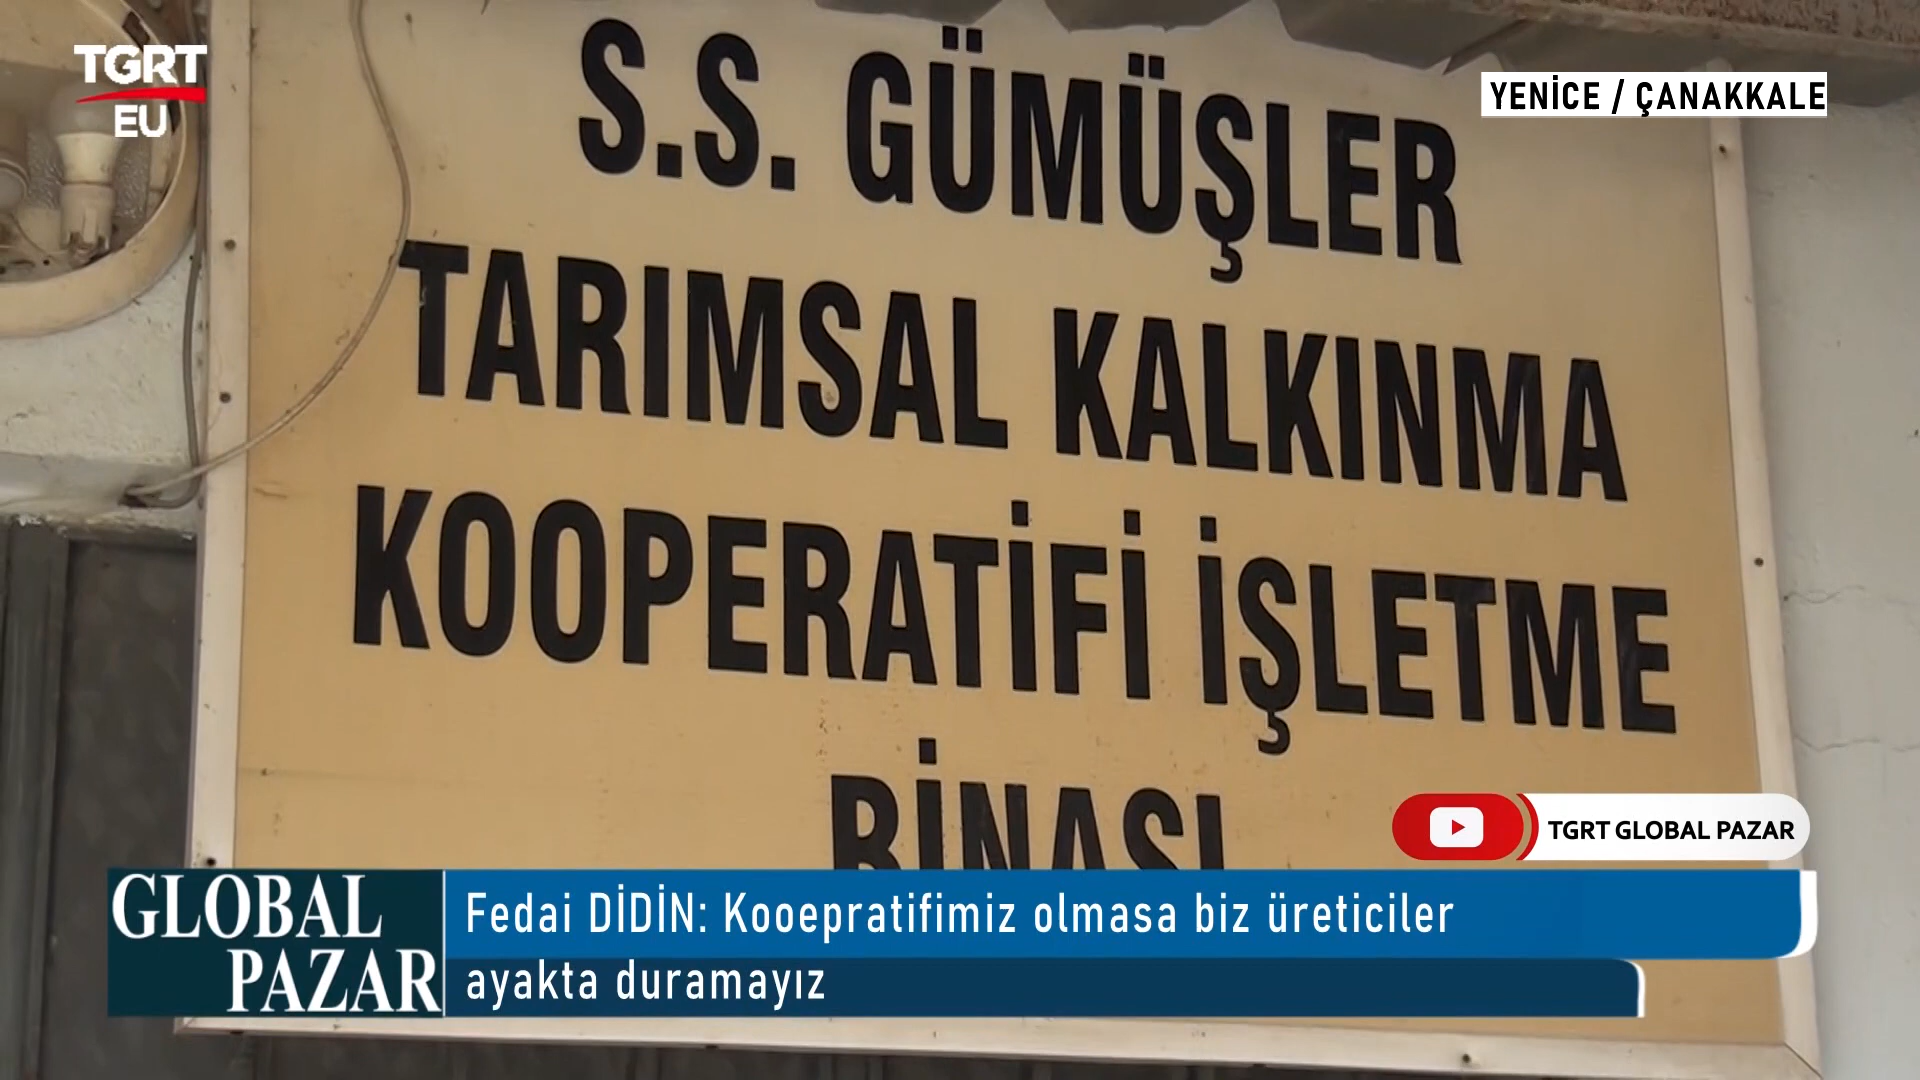 TGRT
EU
YENİCE / ÇANAKKALE
S.S. GÜMÜŞLER
TARIMSAL KALKINMA
KOOPERATİFİ İŞLETME
BİNASI
TGRT GLOBAL PAZAR
GLOBAL
PAZAR
Fedai DİDİN: Kooepratifimiz olmasa biz üreticiler
ayakta duramayız